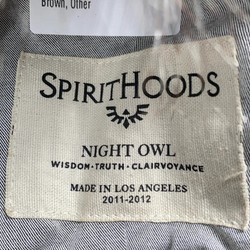 Brown, Other
SPIRITHOODS
NIGHT OWL
WISDOM·TRUTH·CLAIRVOYANCE
MADE IN LOS ANGELES
2011-2012